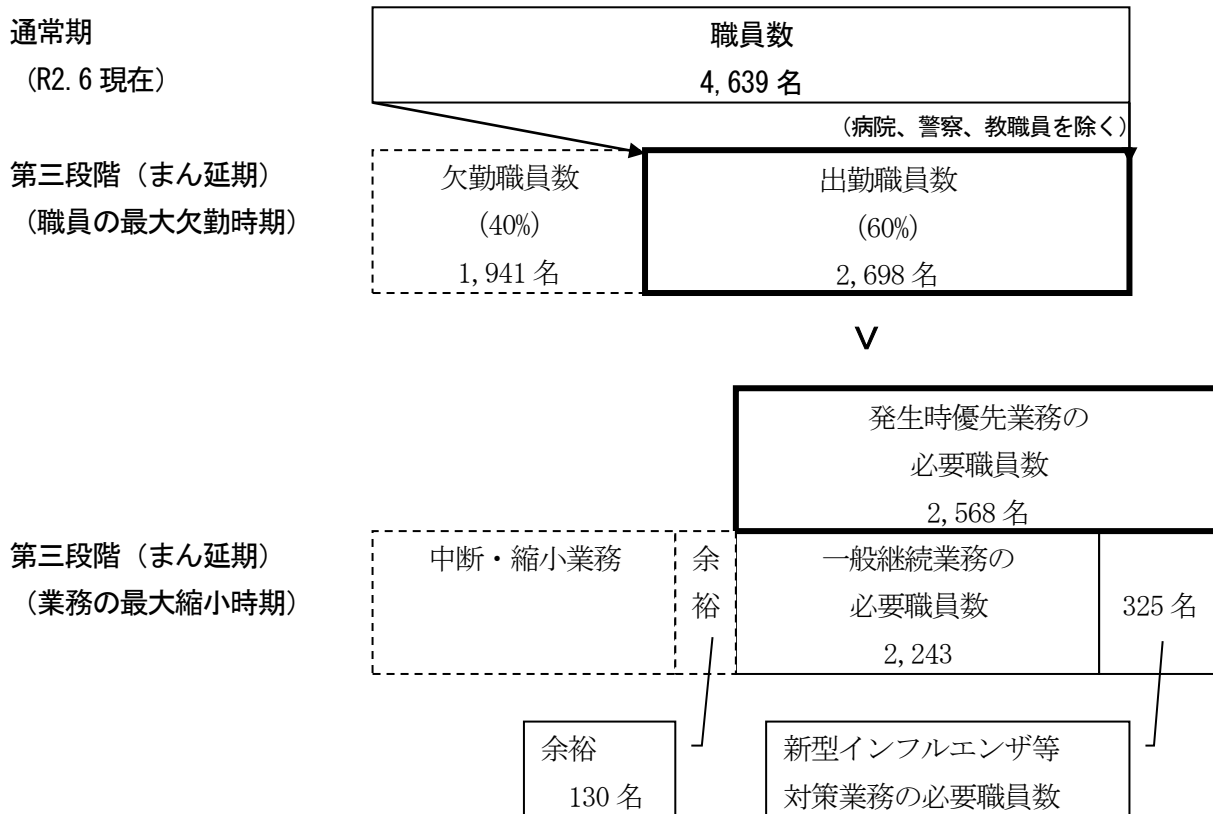 通常期
（R2.6 現在）
職員数
4,639 名
（病院、警察、教職員を除く）
第三段階（まん延期）
（職員の最大欠勤時期）
欠勤職員数
(40%)
1,941 名
出勤職員数
(60%)
2,698 名
∨
発生時優先業務の
必要職員数
2,568 名
第三段階（まん延期）
（業務の最大縮小時期）
中断・縮小業務
余
裕
一般継続業務の
必要職員数
2,243
325 名
余裕
130 名
新型インフルエンザ等
対策業務の必要職員数